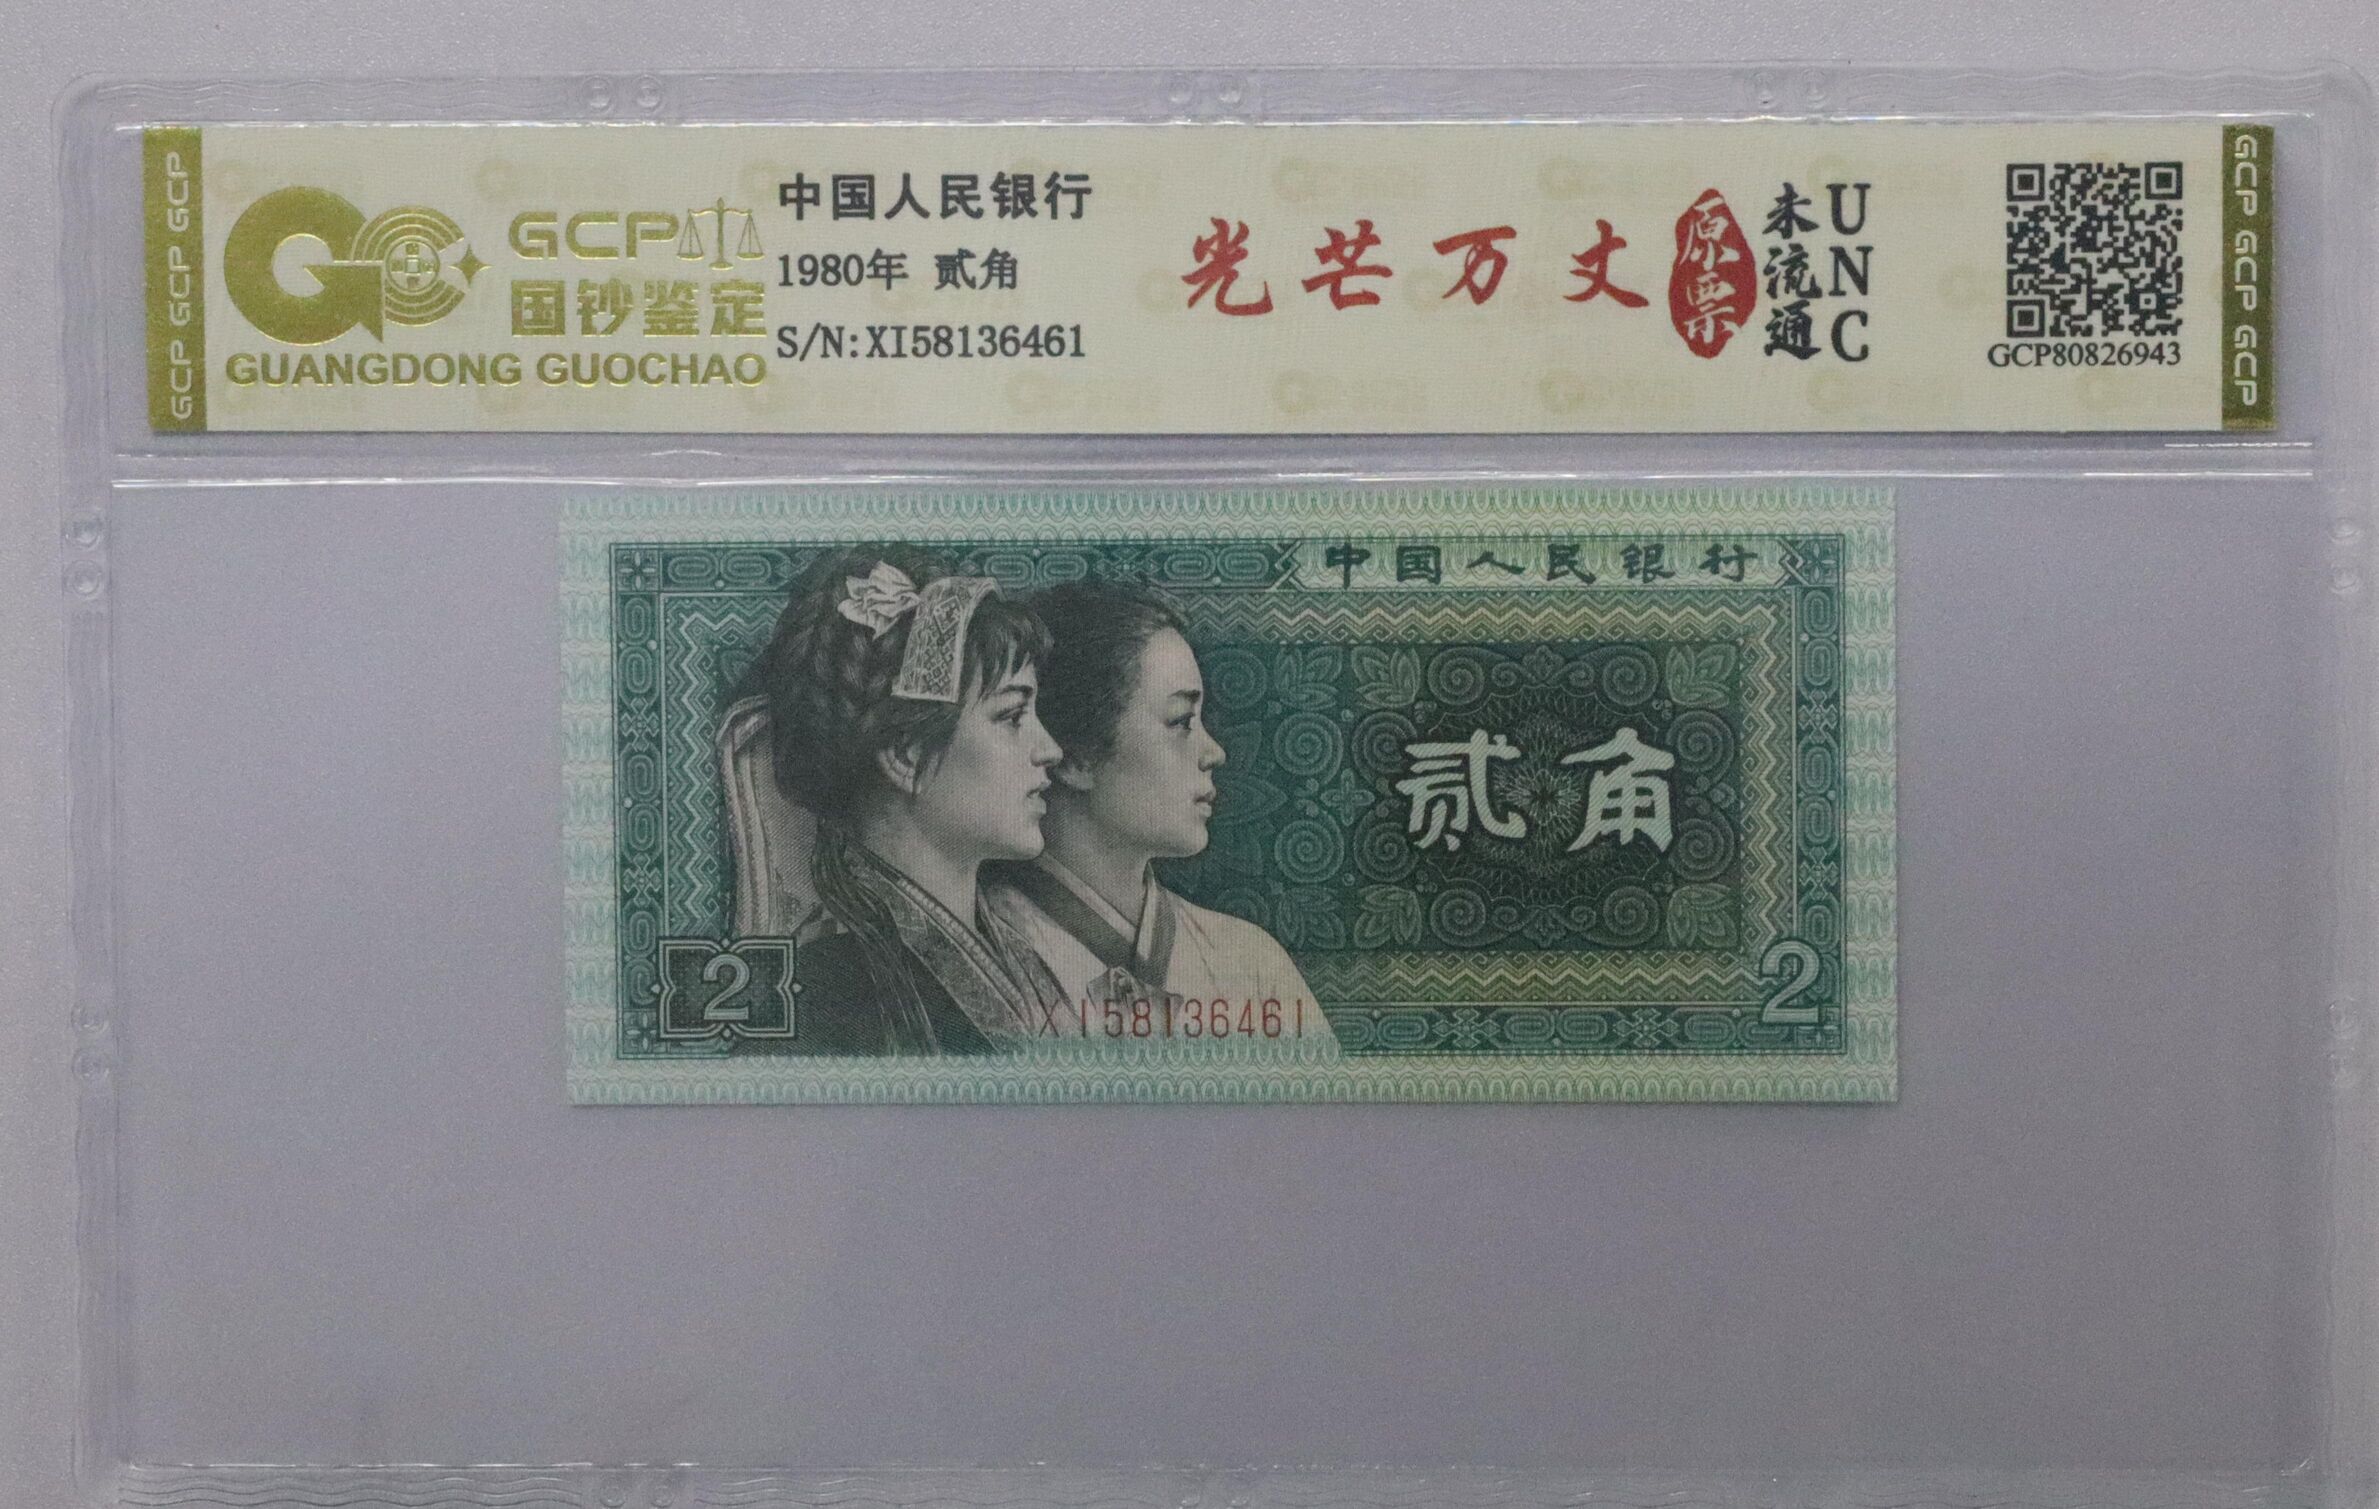 GCP GCP GCP
GCP
国钞鉴定
GUANGDONG GUOCHAO
中国人民银行
1980年 贰角
S/N:XI58136461
光芒万丈
原票
未流通
UNC
GCP80826943
GCP GCP GCP
中国人民银行
贰角
2
XI58136461
2